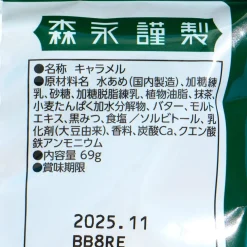 森永謹製
●名称 キャラメル
●原材料名 水あめ(国内製造)、加糖練
乳、砂糖、加糖脱脂練乳、植物油脂、抹茶、
小麦たんぱく加水分解物、バター、モルト
エキス、黒みつ、食塩／ソルビトール、乳
化剤(大豆由来)、香料、炭酸Ca、クエン酸
鉄アンモニウム
●内容量 69g
●賞味期限
2025.11
BB8RE